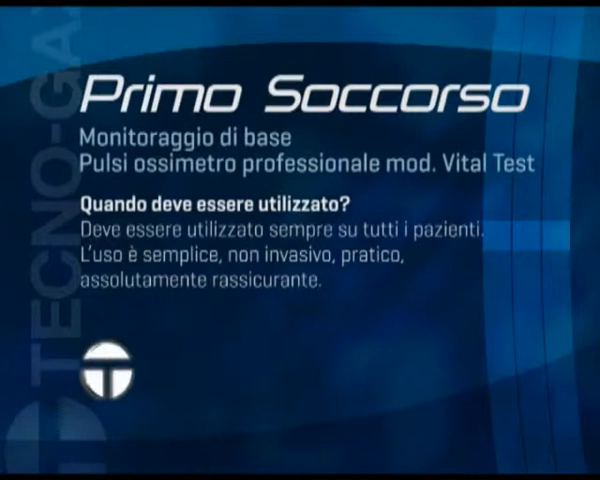 Primo Soccorso
Monitoraggio di base
Pulsi ossimetro professionale mod. Vital Test
Quando deve essere utilizzato?
Deve essere utilizzato sempre su tutti i pazienti.
L'uso è semplice, non invasivo, pratico,
assolutamente rassicurante.
TECNO-GA